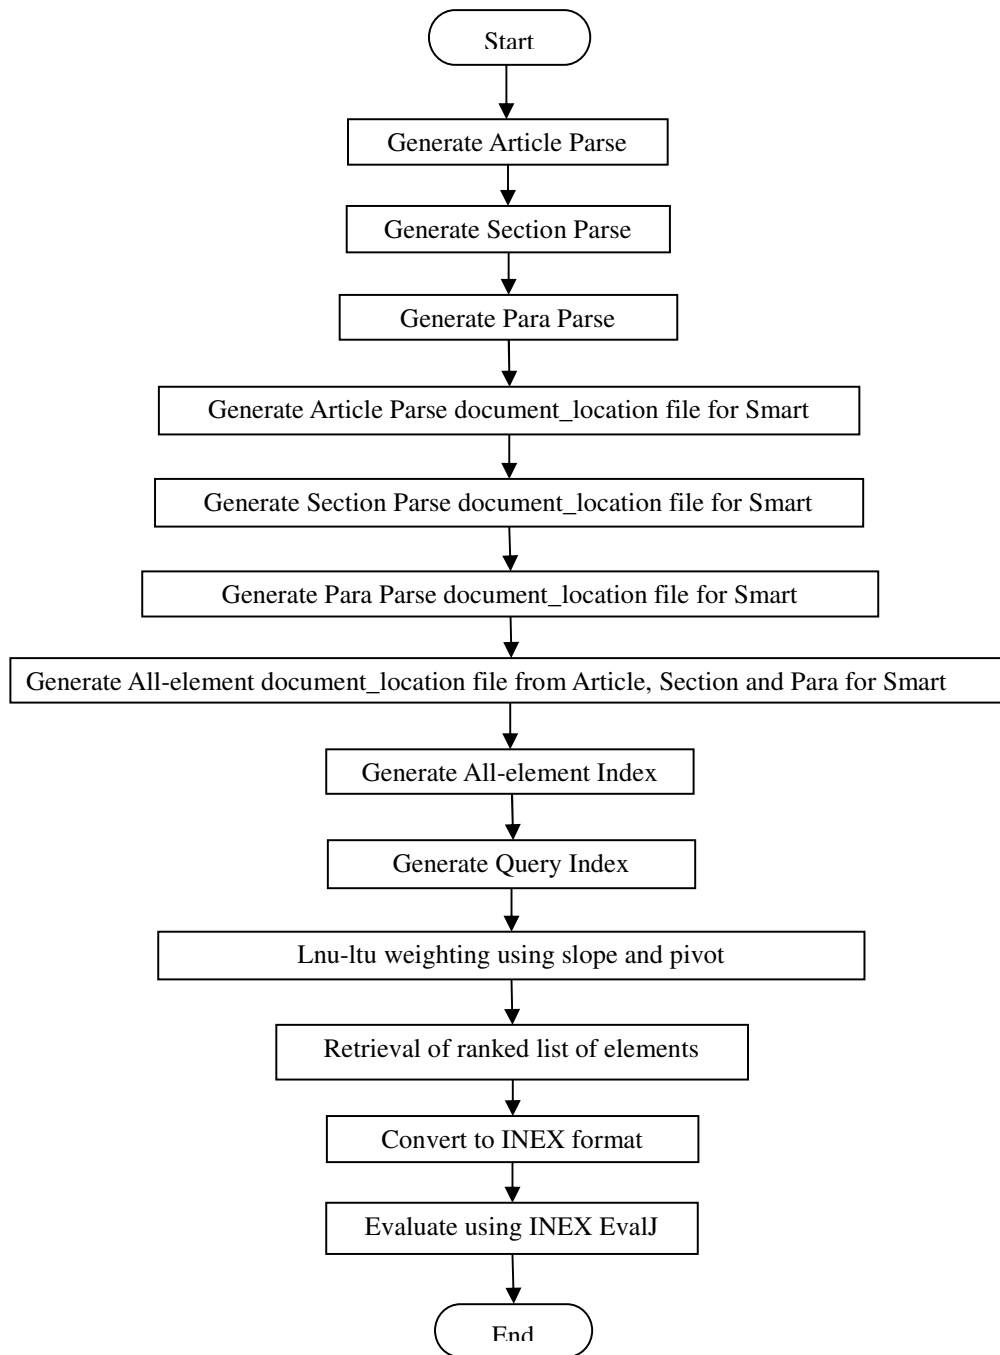 Start
Generate Article Parse
Generate Section Parse
Generate Para Parse
Generate Article Parse document_location file for Smart
Generate Section Parse document_location file for Smart
Generate Para Parse document_location file for Smart
Generate All-element document_location file from Article, Section and Para for Smart
Generate All-element Index
Generate Query Index
Lnu-ltu weighting using slope and pivot
Retrieval of ranked list of elements
Convert to INEX format
Evaluate using INEX EvalJ
End